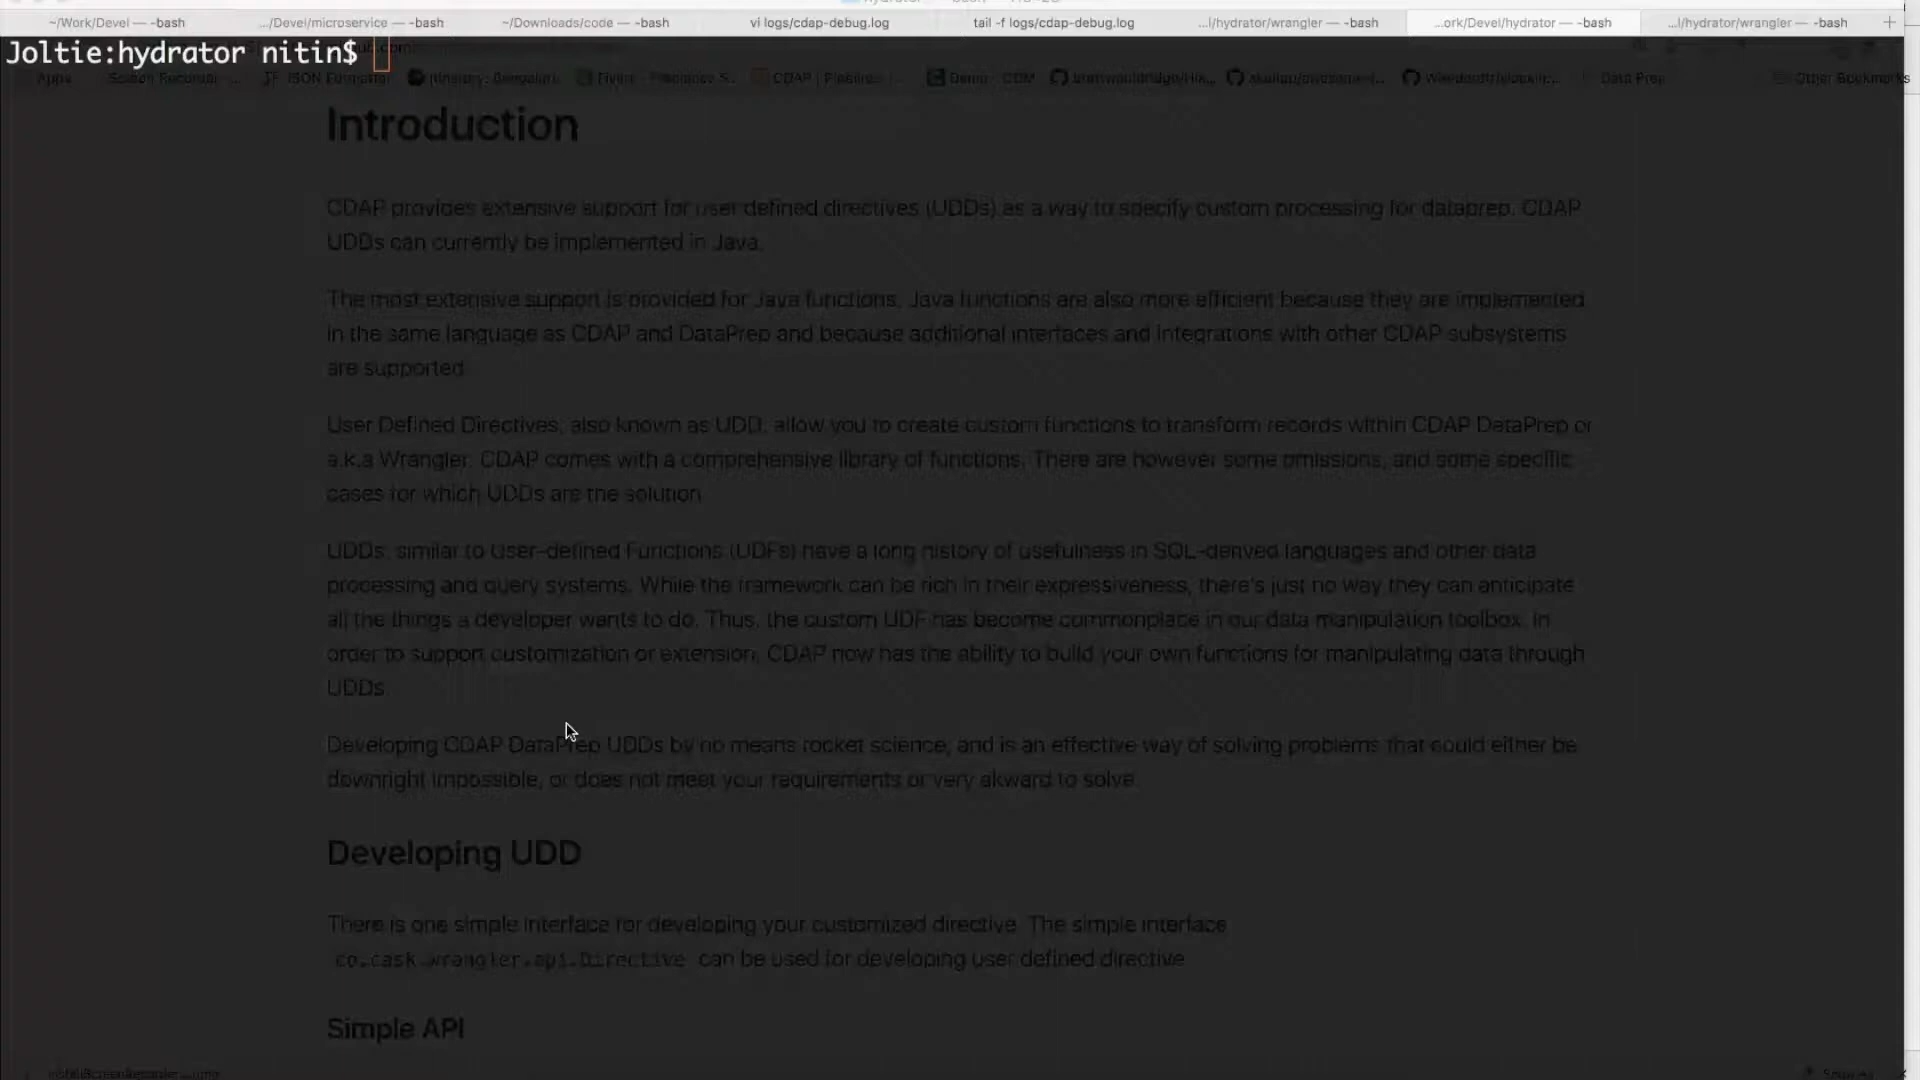 ~/Work/Devel — -bash
.../Devel/microservice — -bash
~/Downloads/code — -bash
vi logs/cdap-debug.log
tail -f logs/cdap-debug.log
...l/hydrator/wrangler — -bash
...ork/Devel/hydrator — -bash
...l/hydrator/wrangler — -bash
Joltie:hydrator nitin$
Apps
JSON Formatter
CDAP | Pipelines
Demo - CDM
Data Prep
Other Bookmarks
Introduction
CDAP provides extensive support for user defined directives (UDDs) as a way to specify custom processing for dataprep. CDAP
UDDs can currently be implemented in Java.
The most extensive support is provided for Java functions. Java functions are also more efficient because they are implemented
in the same language as CDAP and DataPrep and because additional interfaces and integrations with other CDAP subsystems
are supported.
User Defined Directives, also known as UDD, allow you to create custom functions to transform records within CDAP DataPrep or
a.k.a Wrangler. CDAP comes with a comprehensive library of functions. There are however some omissions, and some specific
cases for which UDDs are the solution.
UDDs, similar to User-defined Functions (UDFs) have a long history of usefulness in SQL-derived languages and other data
processing and query systems. While the framework can be rich in their expressiveness, there's just no way they can anticipate
all the things a developer wants to do. Thus, the custom UDF has become commonplace in our data manipulation toolbox. In
order to support customization or extension, CDAP now has the ability to build your own functions for manipulating data through
UDDs.
Developing CDAP DataPrep UDDs by no means rocket science, and is an effective way of solving problems that could either be
downright impossible, or does not meet your requirements or very akward to solve.
Developing UDD
There is one simple interface for developing your customized directive. The simple interface
co.cask.wrangler.api.Directive can be used for developing user defined directive
Simple API